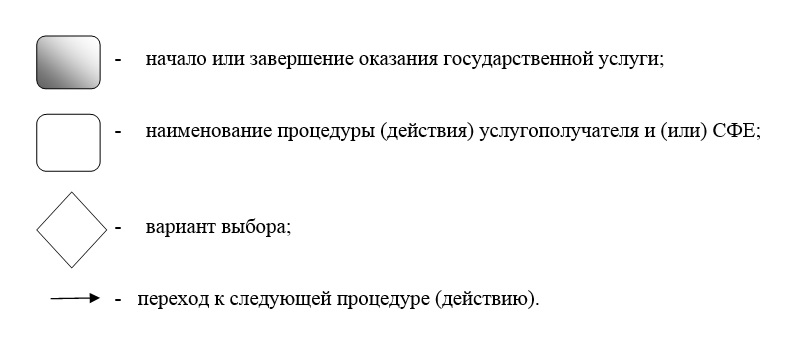 - начало или завершение оказания государственной услуги;
- наименование процедуры (действия) услугополучателя и (или) СФЕ;
- вариант выбора;
- переход к следующей процедуре (действию).